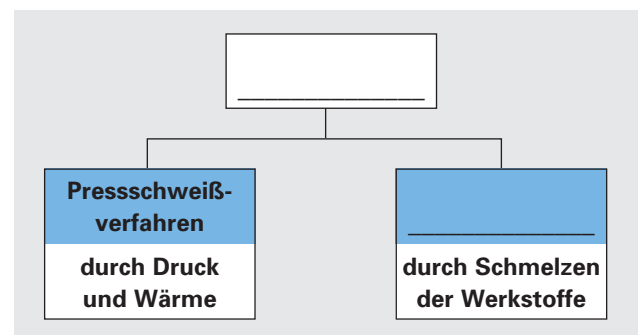 Pressschweiß-
verfahren
durch Druck
und Wärme
durch Schmelzen
der Werkstoffe